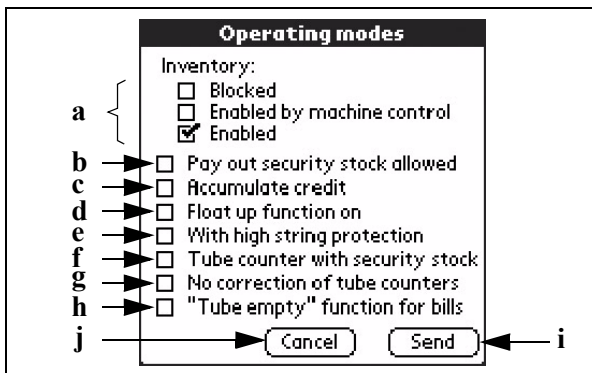 Operating modes
Inventory:
Blocked
a Enabled by machine control
Enabled
b Pay out security stock allowed
c Accumulate credit
d Float up function on
e With high string protection
f Tube counter with security stock
g No correction of tube counters
h "Tube empty" function for bills
j Cancel Send i